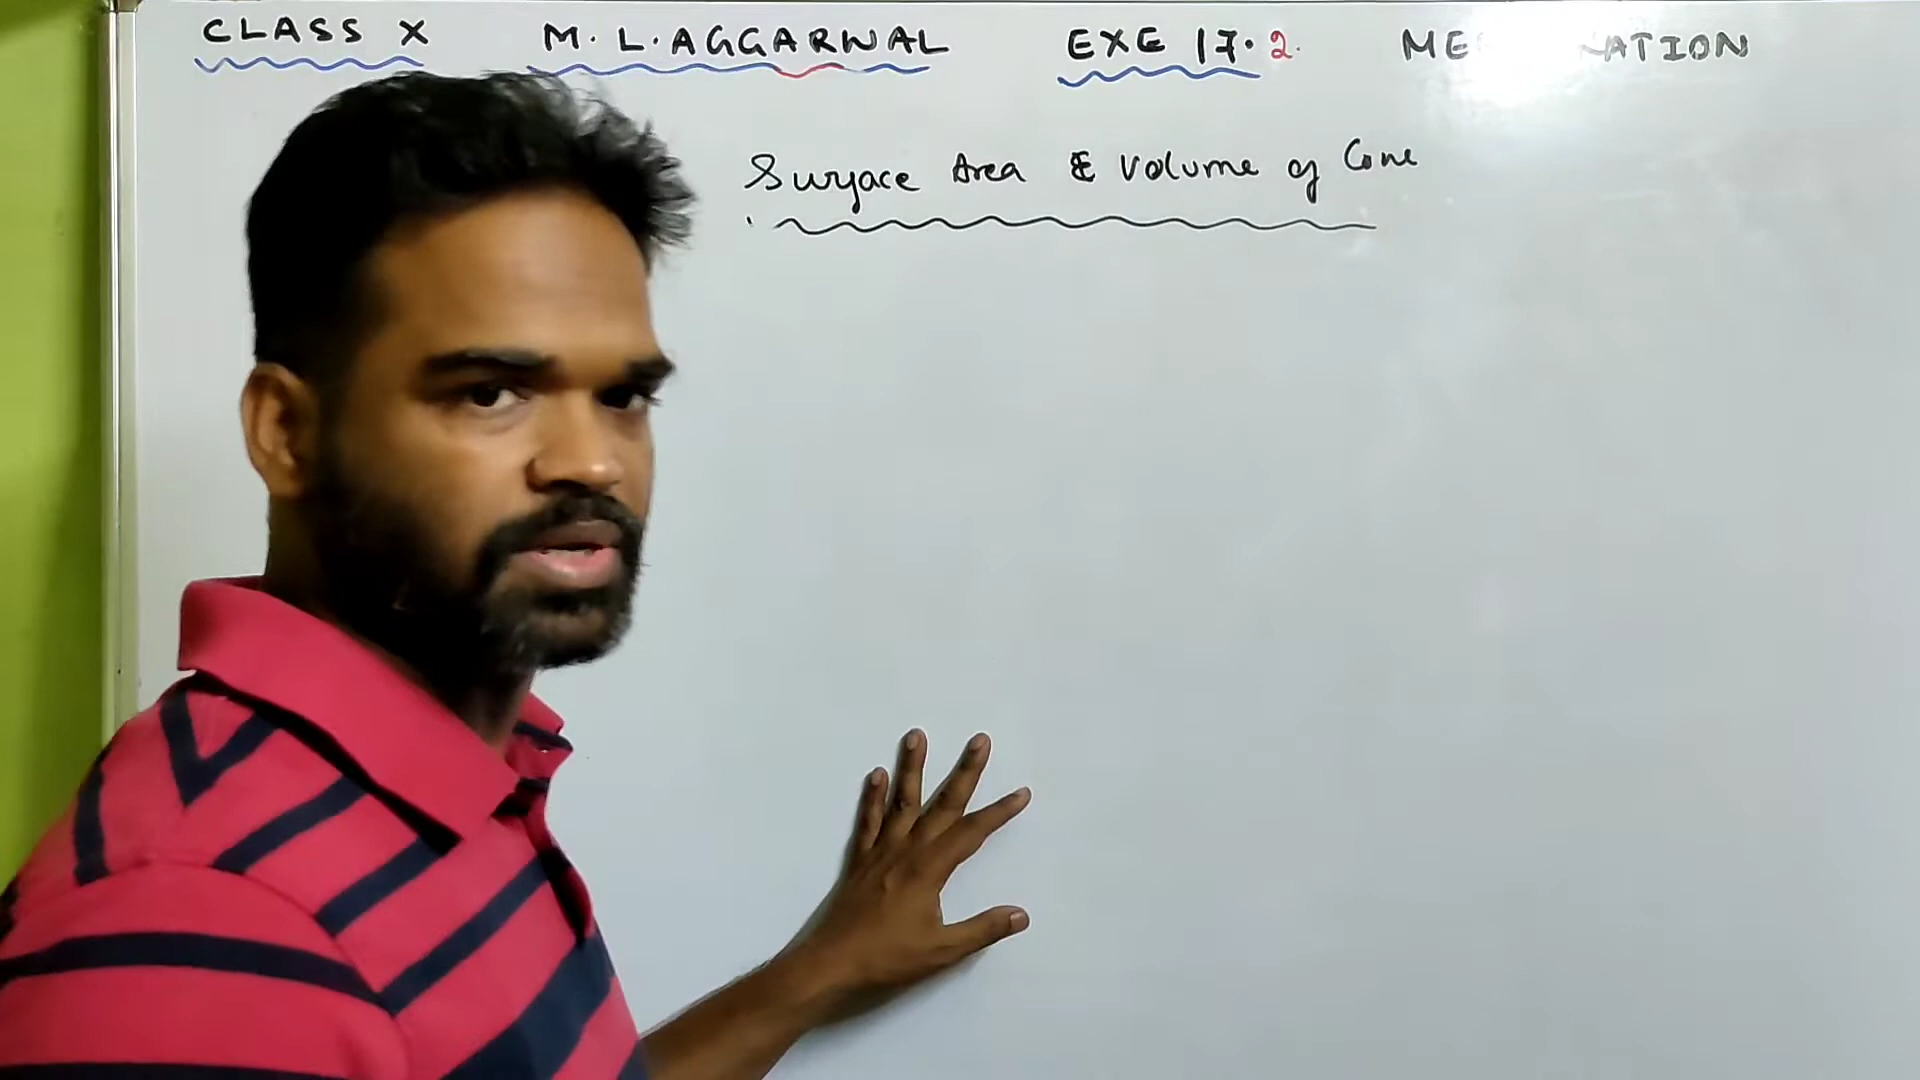 CLASS X M. L. AGGARWAL EXE 17.2.
Surface Area & Volume of Cone